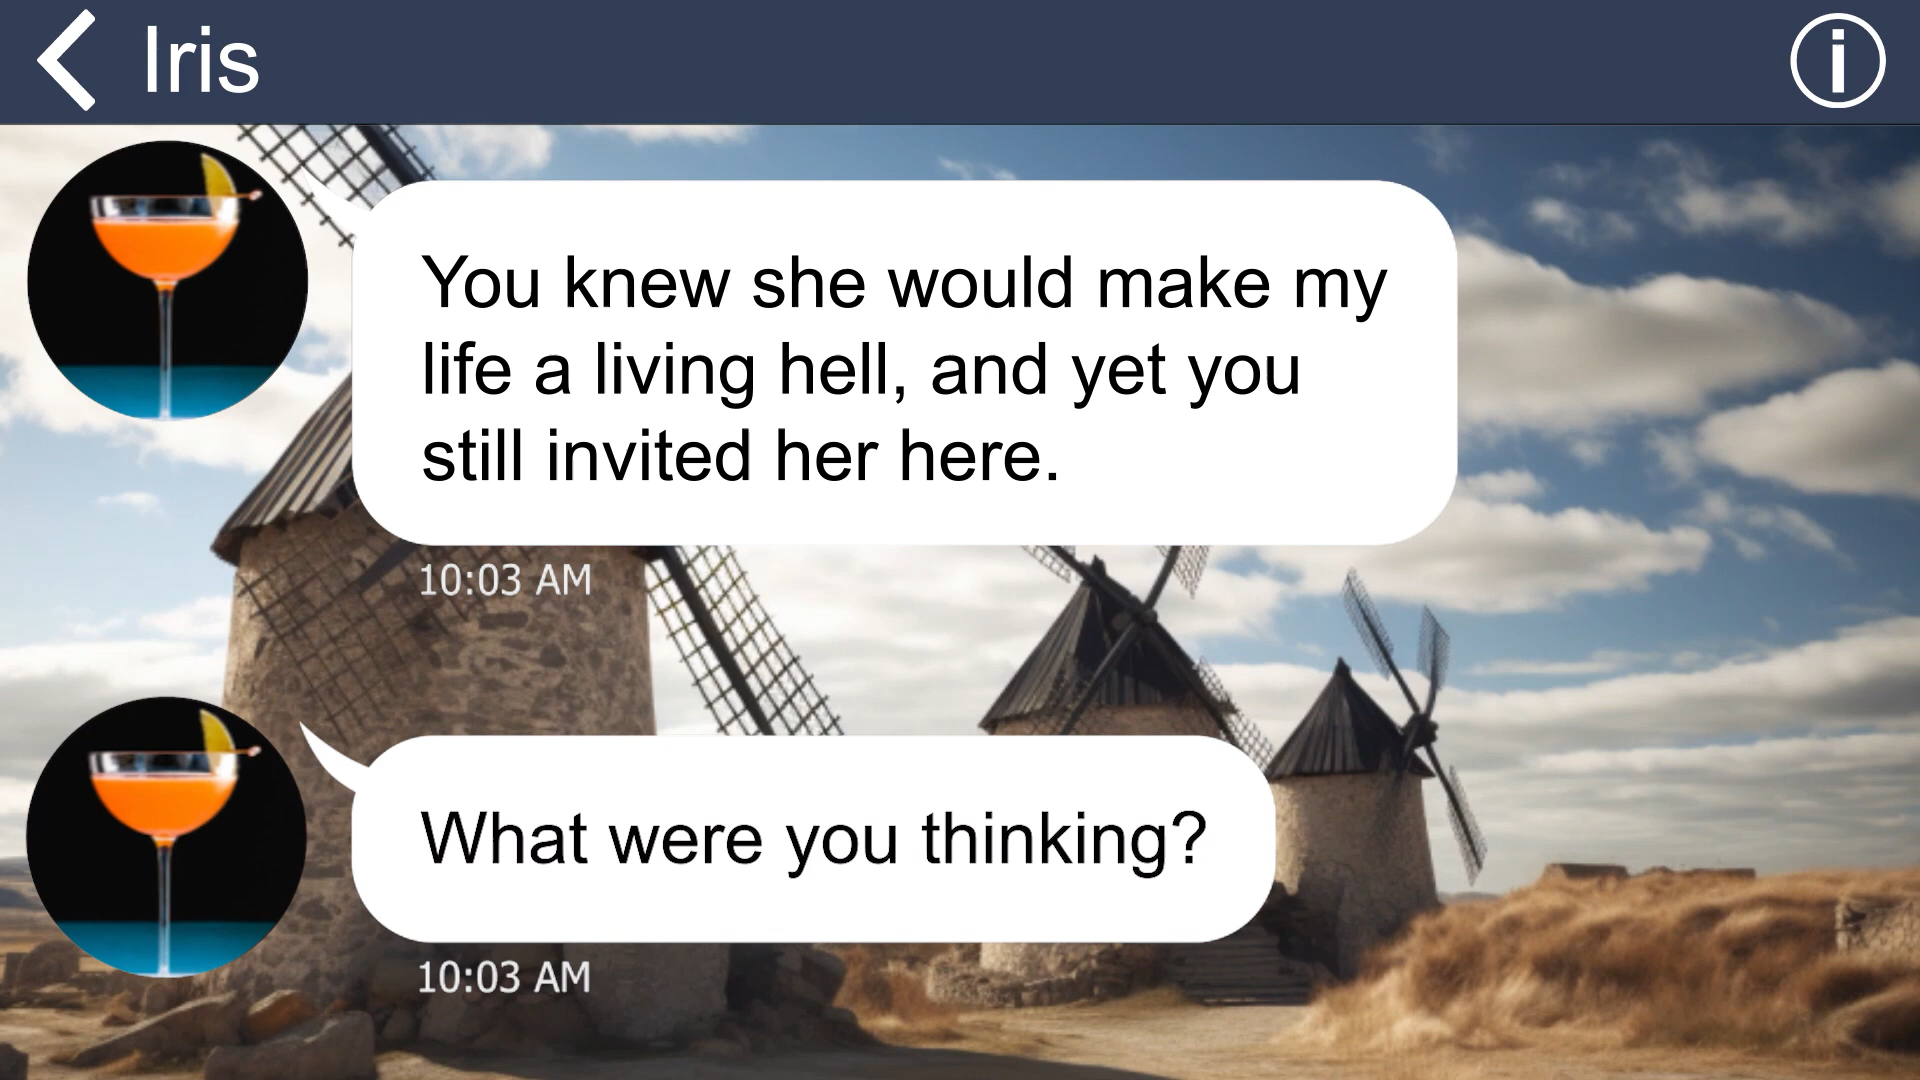 Iris
You knew she would make my
life a living hell, and yet you
still invited her here.
10:03 AM
What were you thinking?
10:03 AM